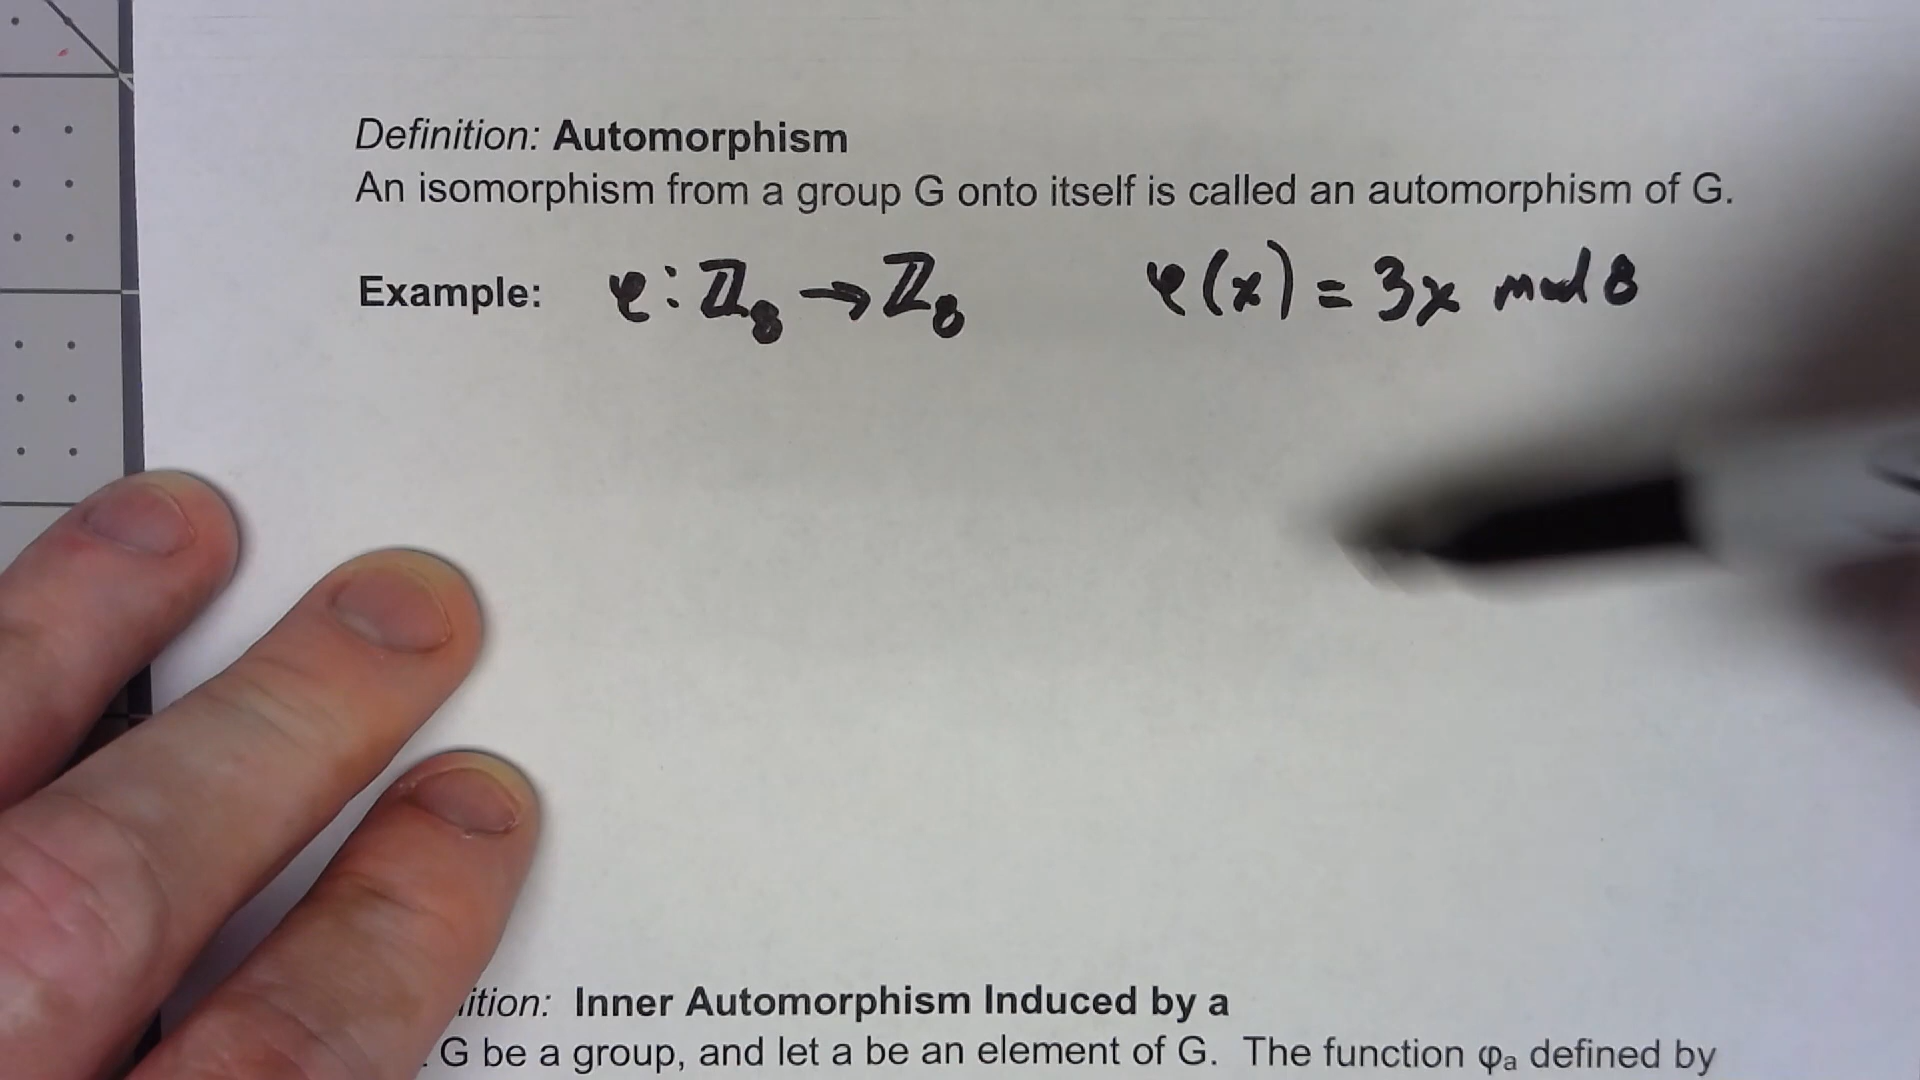 Definition: Automorphism
An isomorphism from a group G onto itself is called an automorphism of G.
Example: φ: ℤ₈ → ℤ₈ φ(x) = 3x mod 8
Inner Automorphism Induced by a
G be a group, and let a be an element of G. The function φₐ defined by